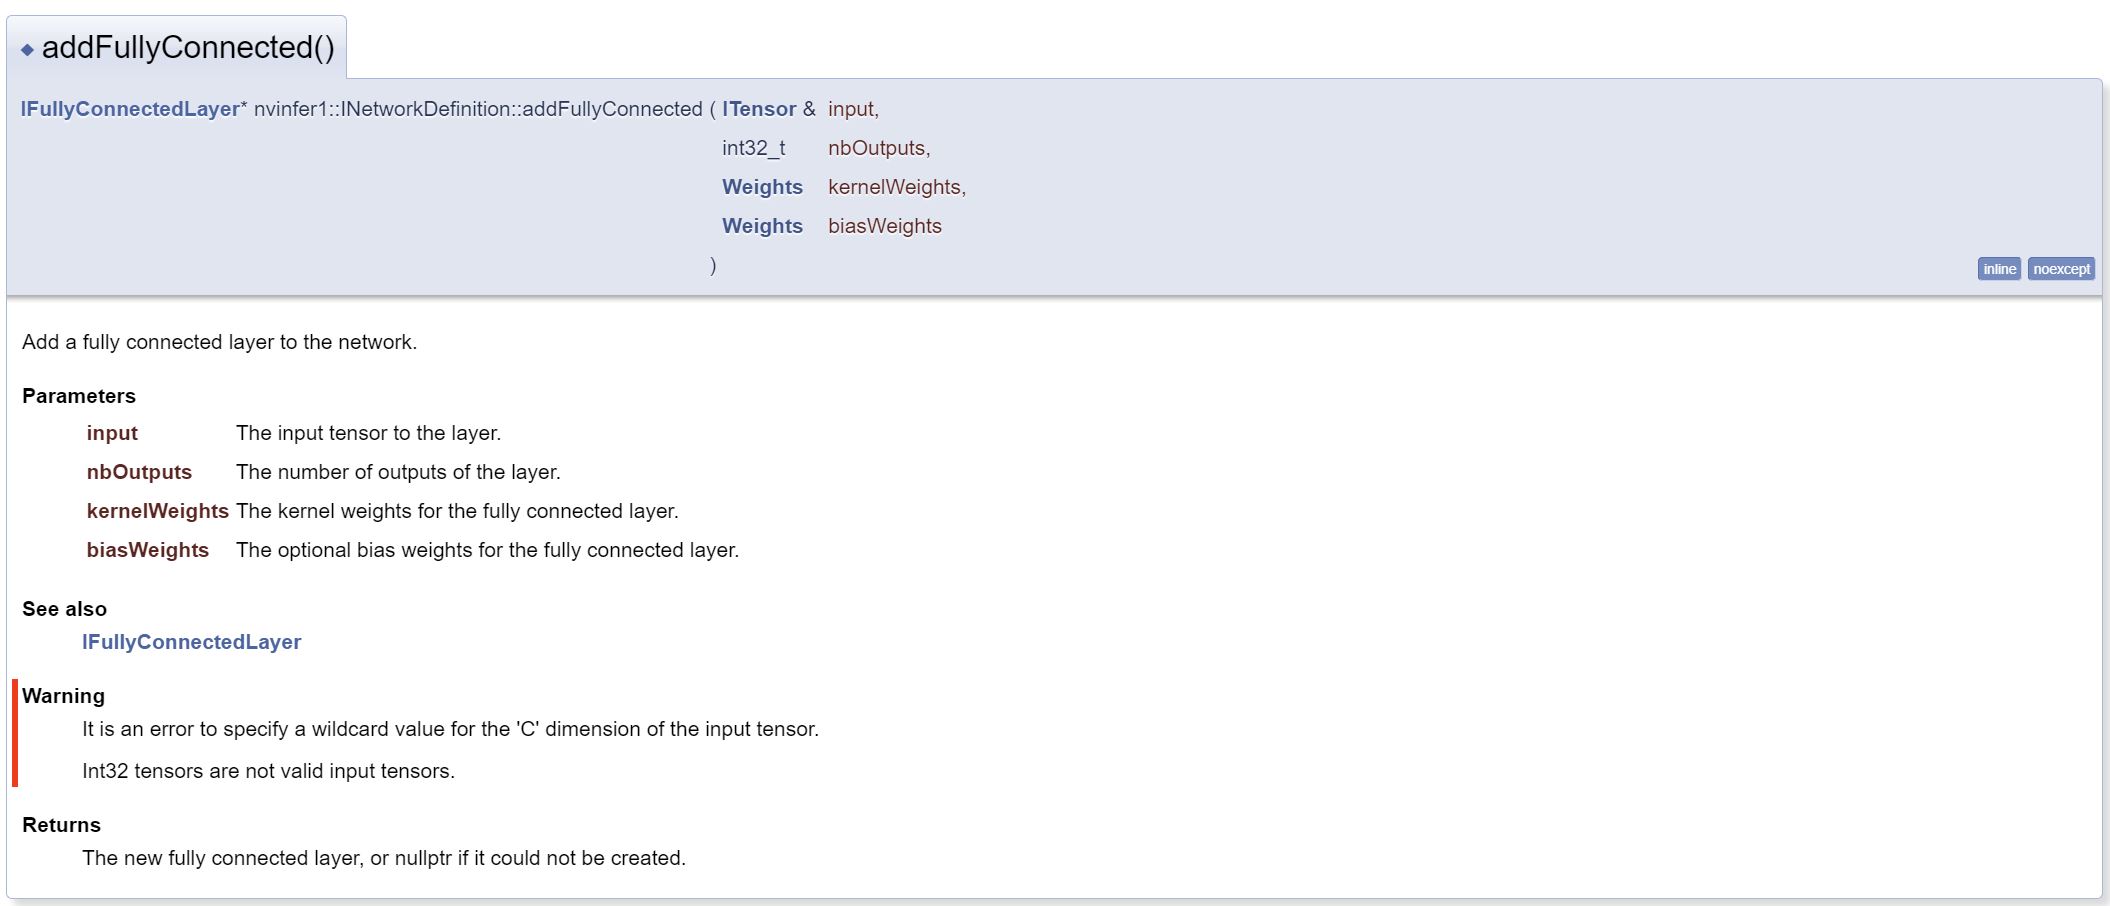 ◆ addFullyConnected()
IFullyConnectedLayer* nvinfer1::INetworkDefinition::addFullyConnected ( ITensor & input,
int32_t nbOutputs,
Weights kernelWeights,
Weights biasWeights
)
inline noexcept
Add a fully connected layer to the network.
Parameters
input The input tensor to the layer.
nbOutputs The number of outputs of the layer.
kernelWeights The kernel weights for the fully connected layer.
biasWeights The optional bias weights for the fully connected layer.
See also
IFullyConnectedLayer
Warning
It is an error to specify a wildcard value for the 'C' dimension of the input tensor.
Int32 tensors are not valid input tensors.
Returns
The new fully connected layer, or nullptr if it could not be created.